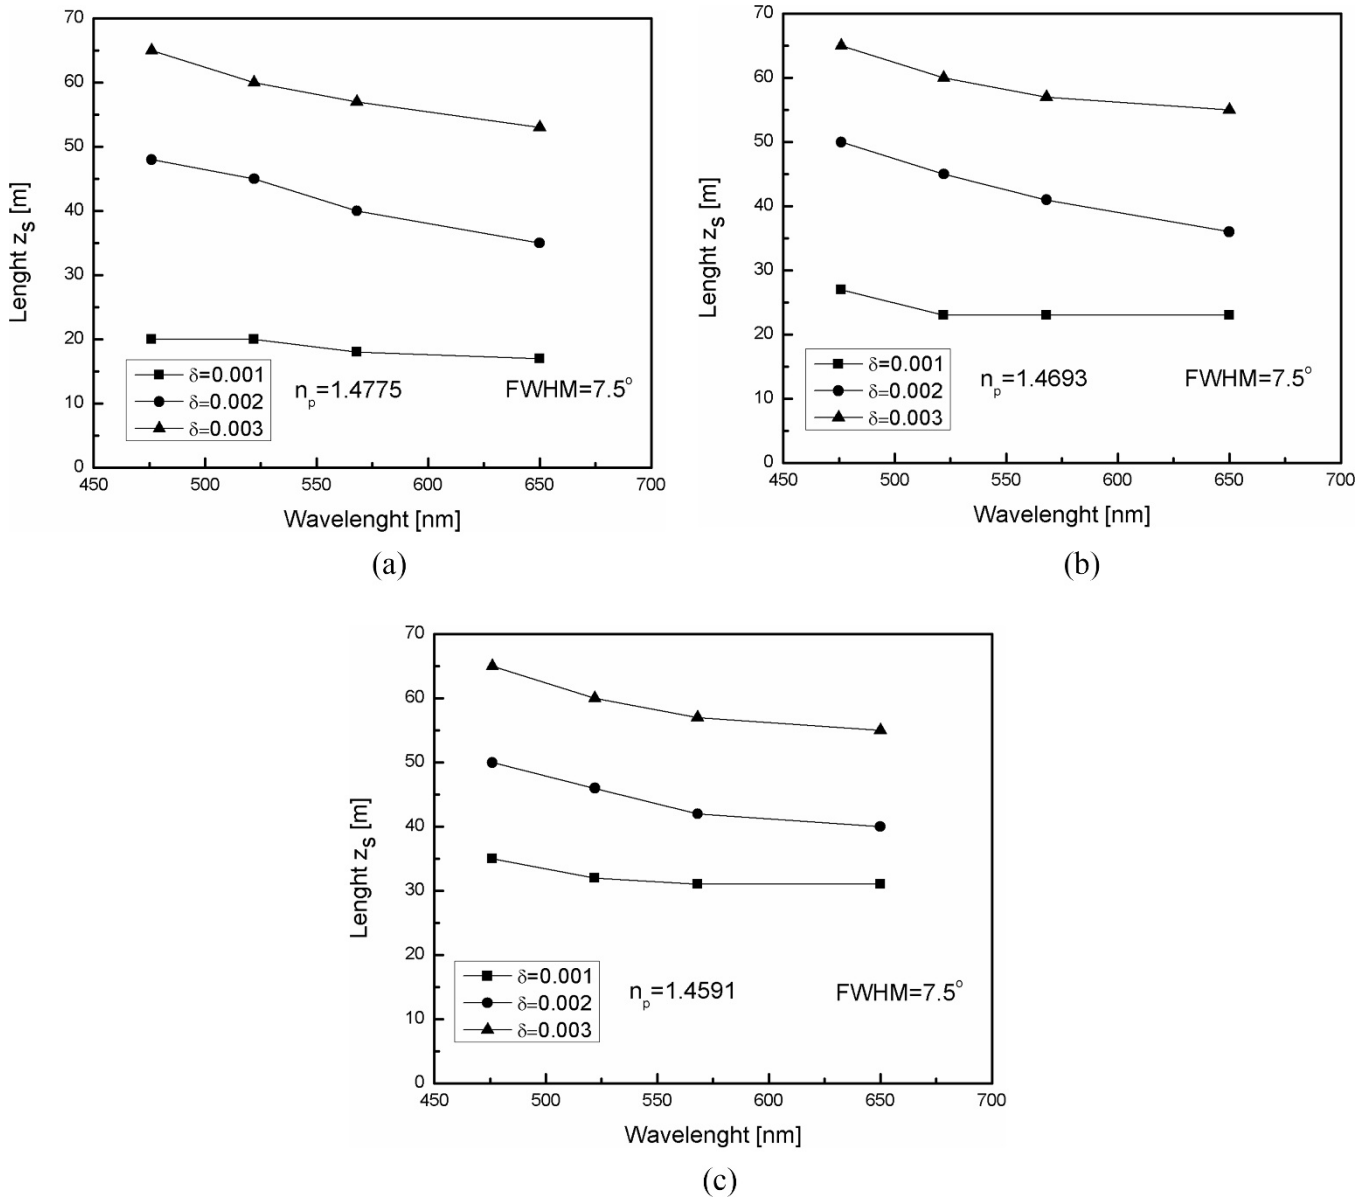 70
60
50
40
30
20
10
0
Lenght z_s [m]
δ=0.001
δ=0.002
δ=0.003
n_p=1.4775
FWHM=7.5°
450 500 550 600 650 700
Wavelenght [nm]
(a)
70
60
50
40
30
20
10
0
Lenght z_s [m]
δ=0.001
δ=0.002
δ=0.003
n_p=1.4693
FWHM=7.5°
450 500 550 600 650 700
Wavelenght [nm]
(b)
70
60
50
40
30
20
10
0
Lenght z_s [m]
δ=0.001
δ=0.002
δ=0.003
n_p=1.4591
FWHM=7.5°
450 500 550 600 650 700
Wavelenght [nm]
(c)